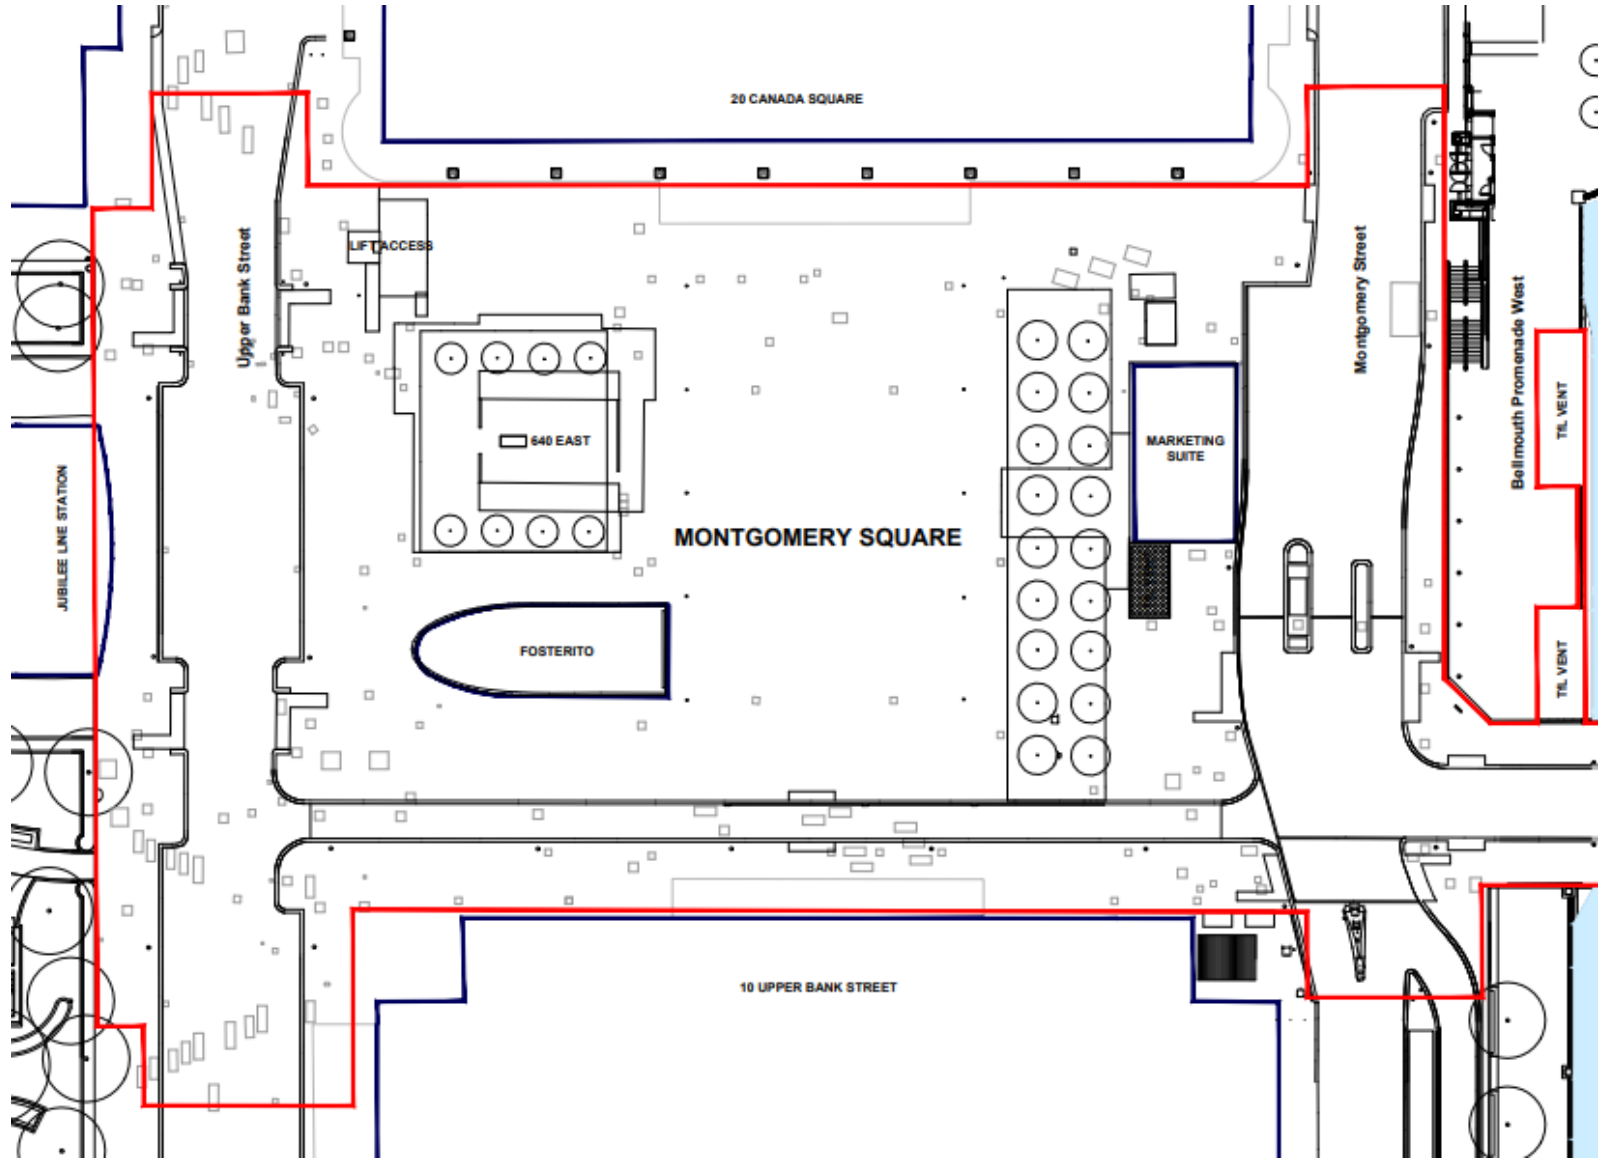 20 CANADA SQUARE
Upper Bank Street
LIFT ACCESS
Montgomery Street
Bellmouth Promenade West
TfL VENT
640 EAST
MARKETING
SUITE
JUBILEE LINE STATION
MONTGOMERY SQUARE
FOSTERITO
TfL VENT
10 UPPER BANK STREET